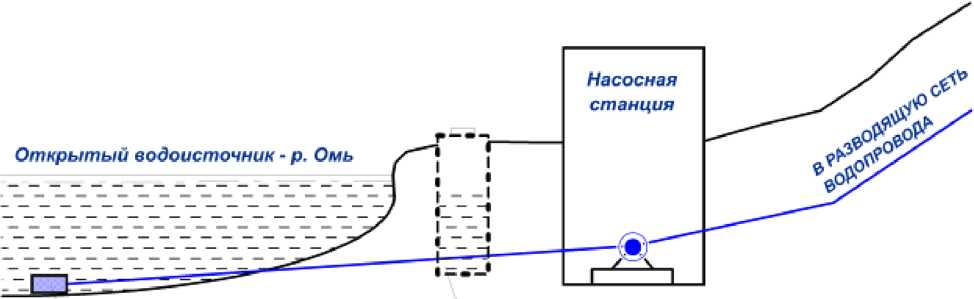 Насосная
станция
Открытый водоисточник - р. Омь
В РАЗВОДЯЩУЮ СЕТЬ
ВОДОПРОВОДА